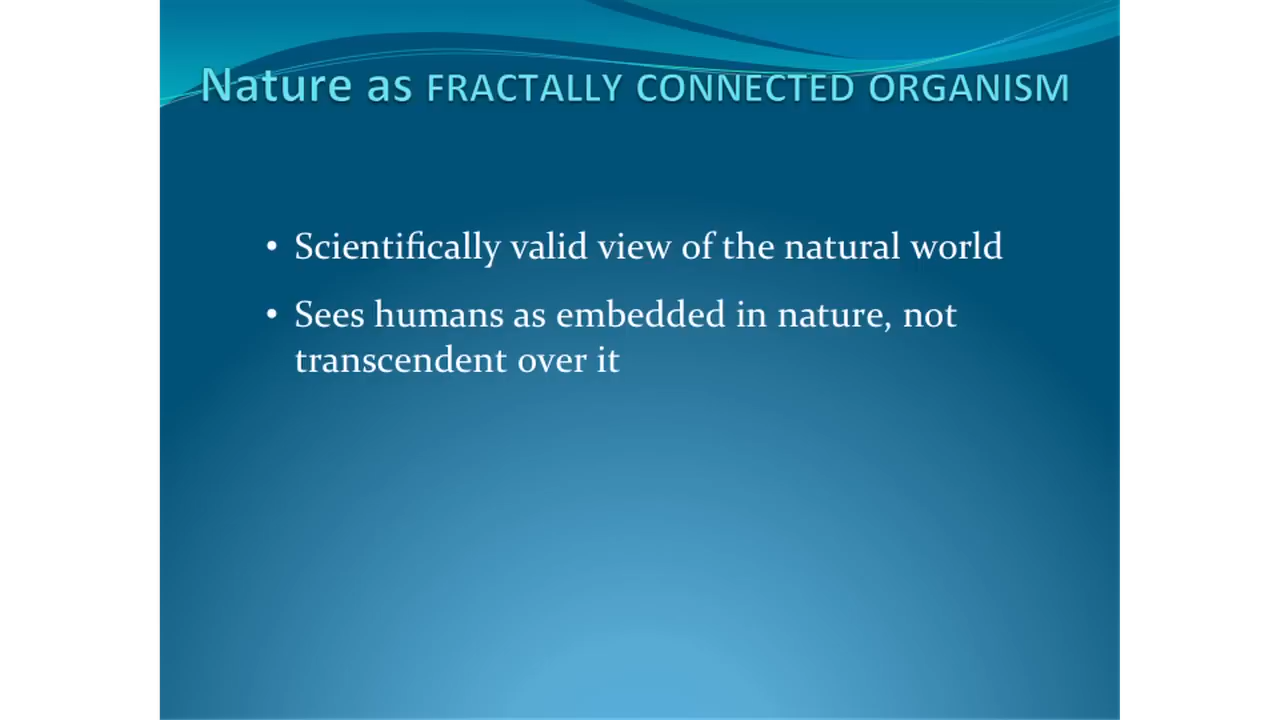 Nature as FRACTALLY CONNECTED ORGANISM
• Scientifically valid view of the natural world
• Sees humans as embedded in nature, not
transcendent over it